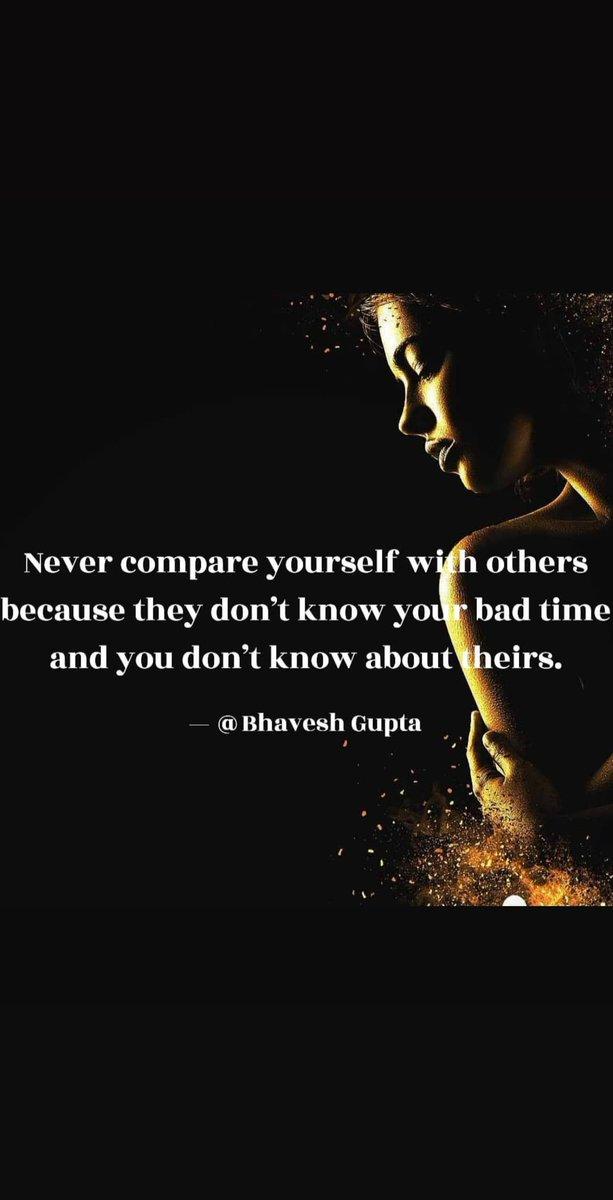 Never compare yourself with others
because they don’t know your bad time
and you don’t know about theirs.
— @Bhavesh Gupta